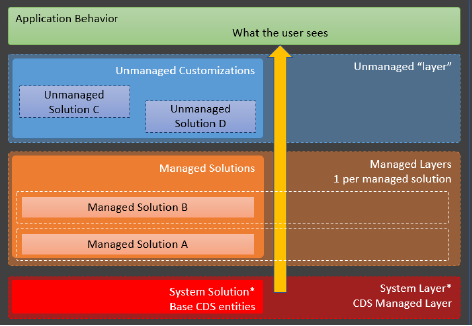 Application Behavior
What the user sees
Unmanaged Customizations
Unmanaged “layer”
Unmanaged
Solution C
Unmanaged
Solution D
Managed Solutions
Managed Layers
1 per managed solution
Managed Solution B
Managed Solution A
System Solution*
Base CDS entities
System Layer*
CDS Managed Layer